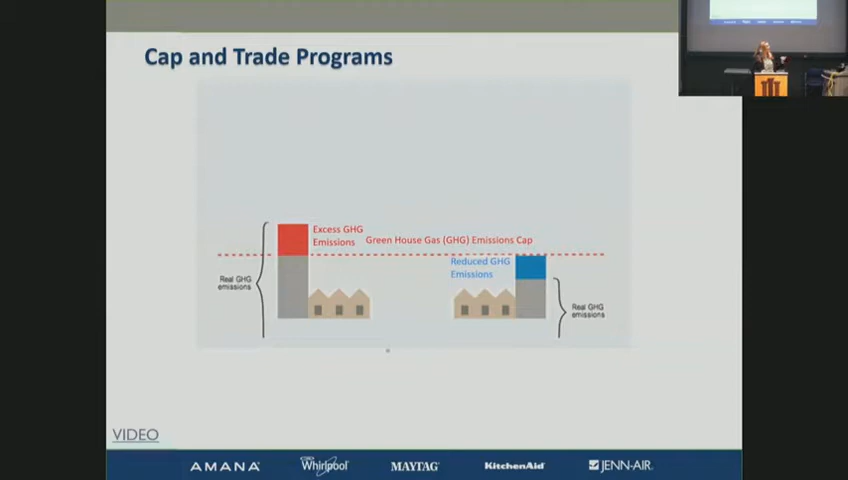 Cap and Trade Programs
Excess GHG
Emissions
Green House Gas (GHG) Emissions Cap
Reduced GHG
Emissions
Real GHG
emissions
Real GHG
emissions
VIDEO
AMANA
Whirlpool
MAYTAG
KitchenAid
JENN-AIR